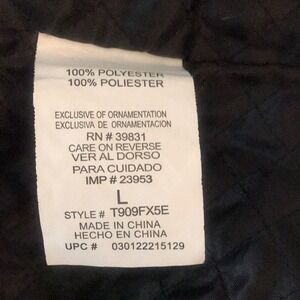 100% POLYESTER
100% POLIESTER
EXCLUSIVE OF ORNAMENTATION
EXCLUSIVA DE ORNAMENTACION
RN # 39831
CARE ON REVERSE
VER AL DORSO
PARA CUIDADO
IMP # 23953
L
STYLE # T909FX5E
MADE IN CHINA
HECHO EN CHINA
UPC # 030122215129